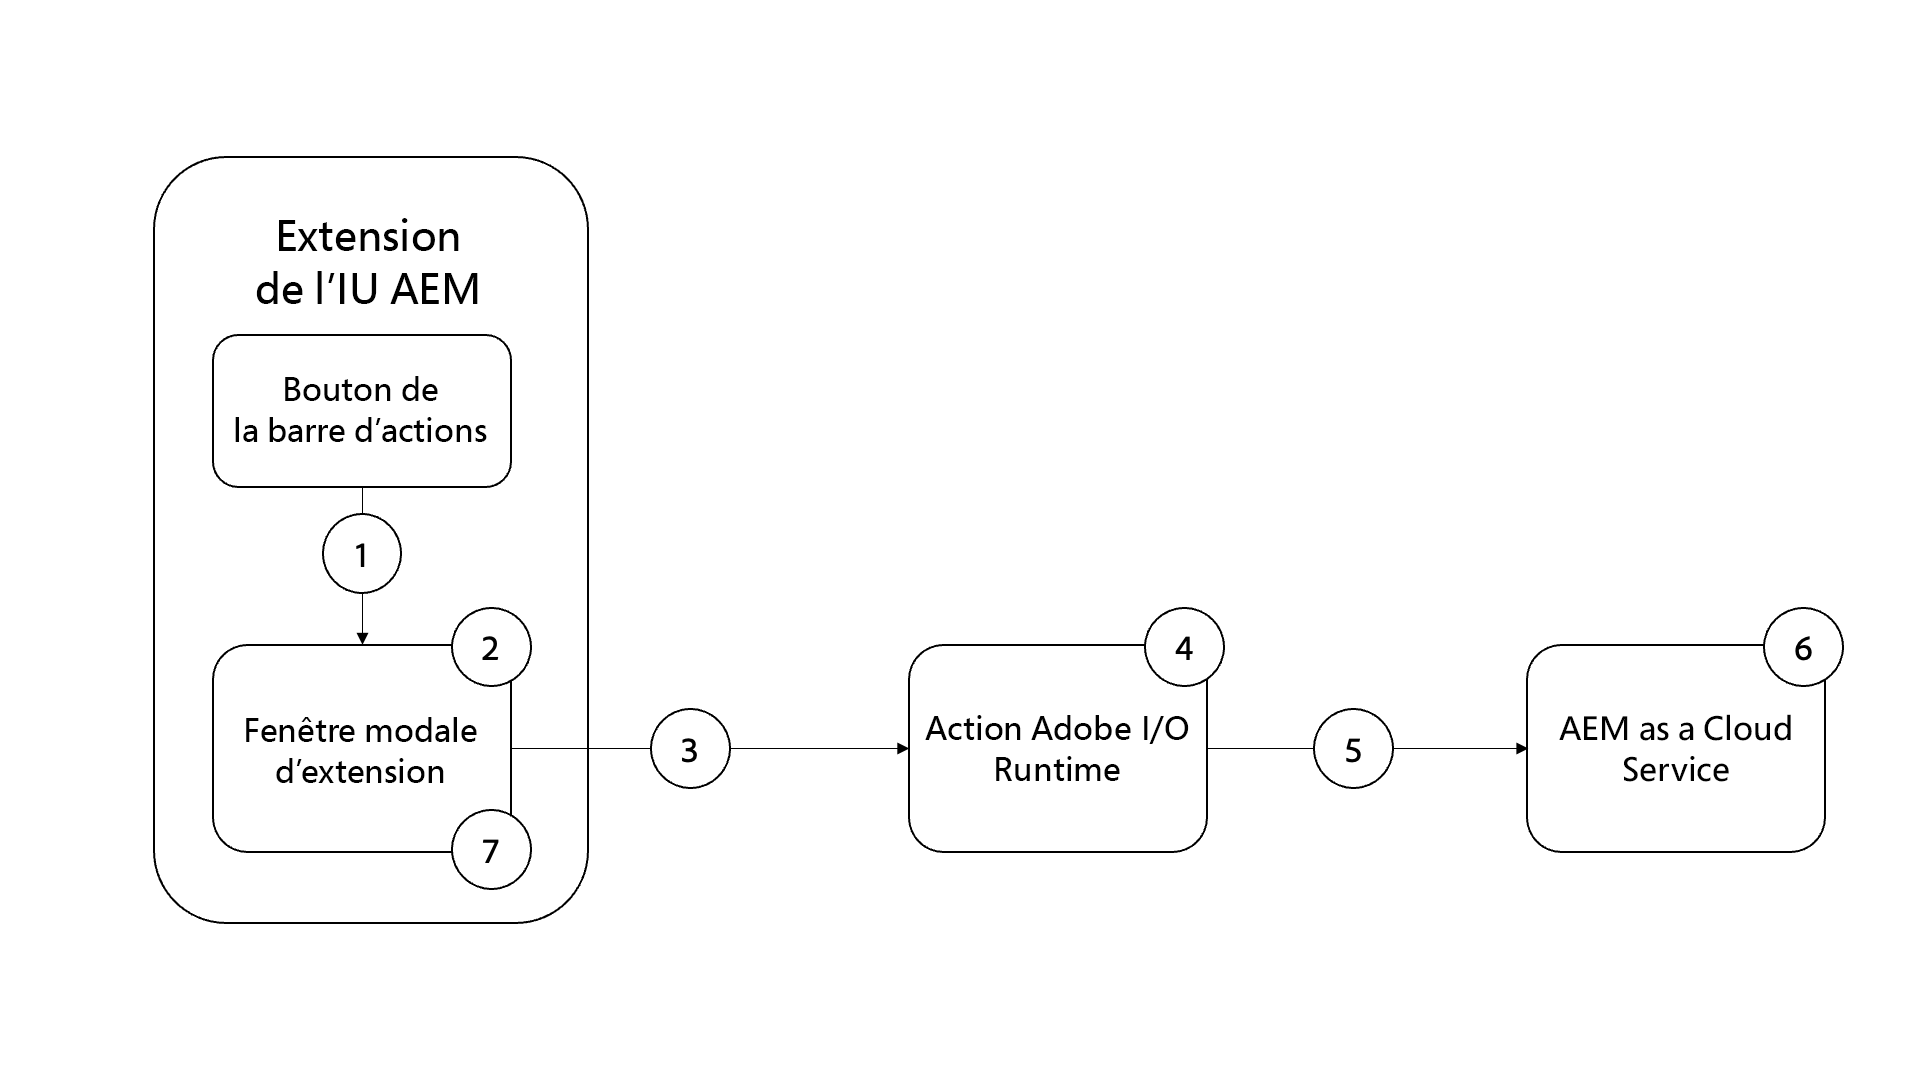 Extension
de l’IU AEM
Bouton de
la barre d’actions
1
2
Fenêtre modale
d’extension
7
3
4
Action Adobe I/O
Runtime
5
6
AEM as a Cloud
Service